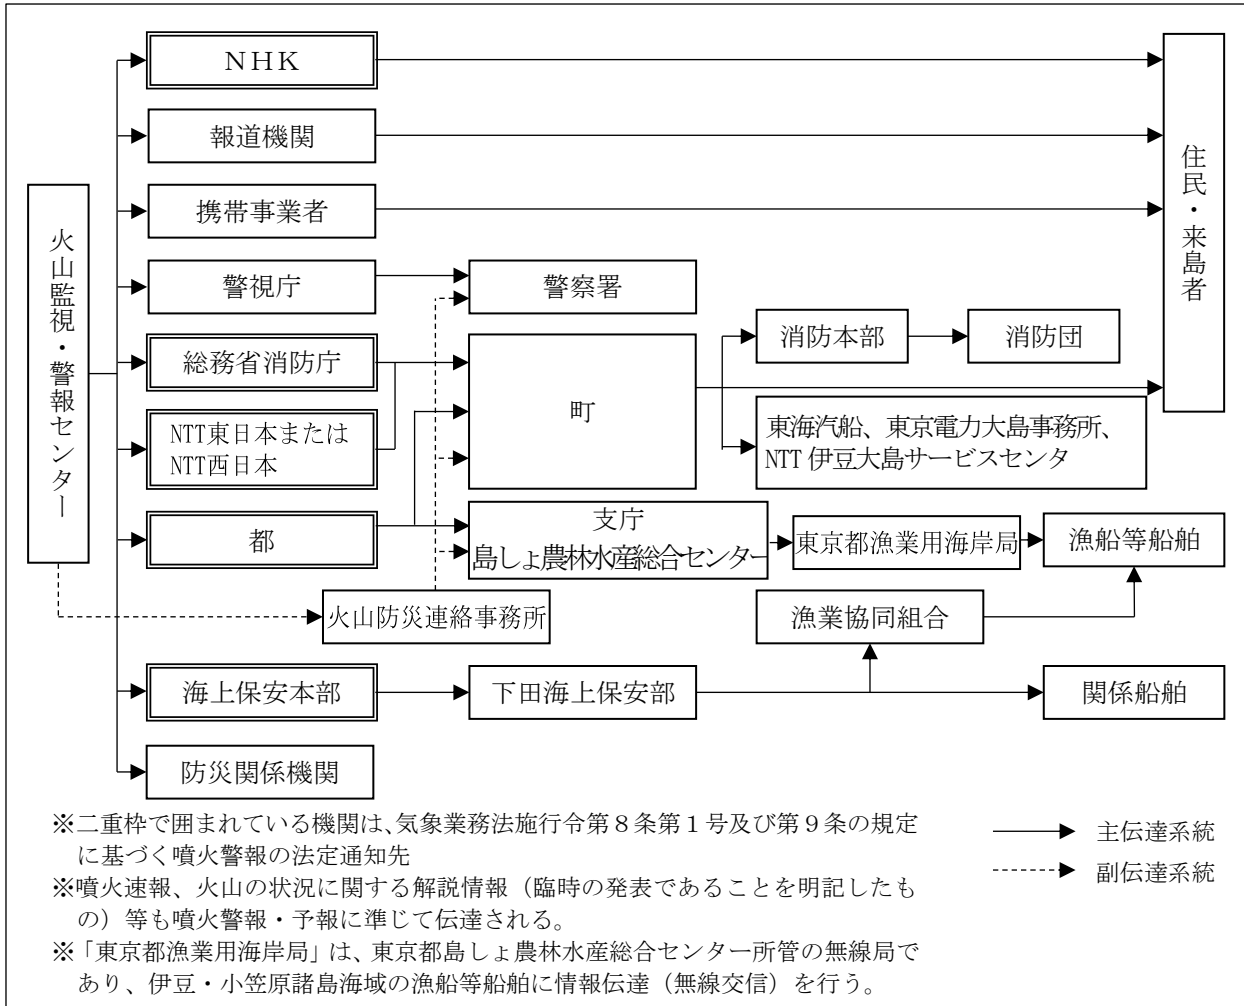 NHK
報道機関
携帯事業者
警視庁
警察署
総務省消防庁
NTT東日本または
NTT西日本
都
町
消防本部
消防団
東海汽船、東京電力大島事務所、
NTT伊豆大島サービスセンタ
住民・来島者
火山監視・警報センター
支庁
島しょ農林水産総合センター
東京都漁業用海岸局
漁船等船舶
火山防災連絡事務所
漁業協同組合
海上保安本部
下田海上保安部
関係船舶
防災関係機関
※二重枠で囲まれている機関は、気象業務法施行令第8条第1号及び第9条の規定
に基づく噴火警報の法定通知先
※噴火速報、火山の状況に関する解説情報（臨時の発表であることを明記したも
の）等も噴火警報・予報に準じて伝達される。
※「東京都漁業用海岸局」は、東京都島しょ農林水産総合センター所管の無線局で
あり、伊豆・小笠原諸島海域の漁船等船舶に情報伝達（無線交信）を行う。
主伝達系統
副伝達系統